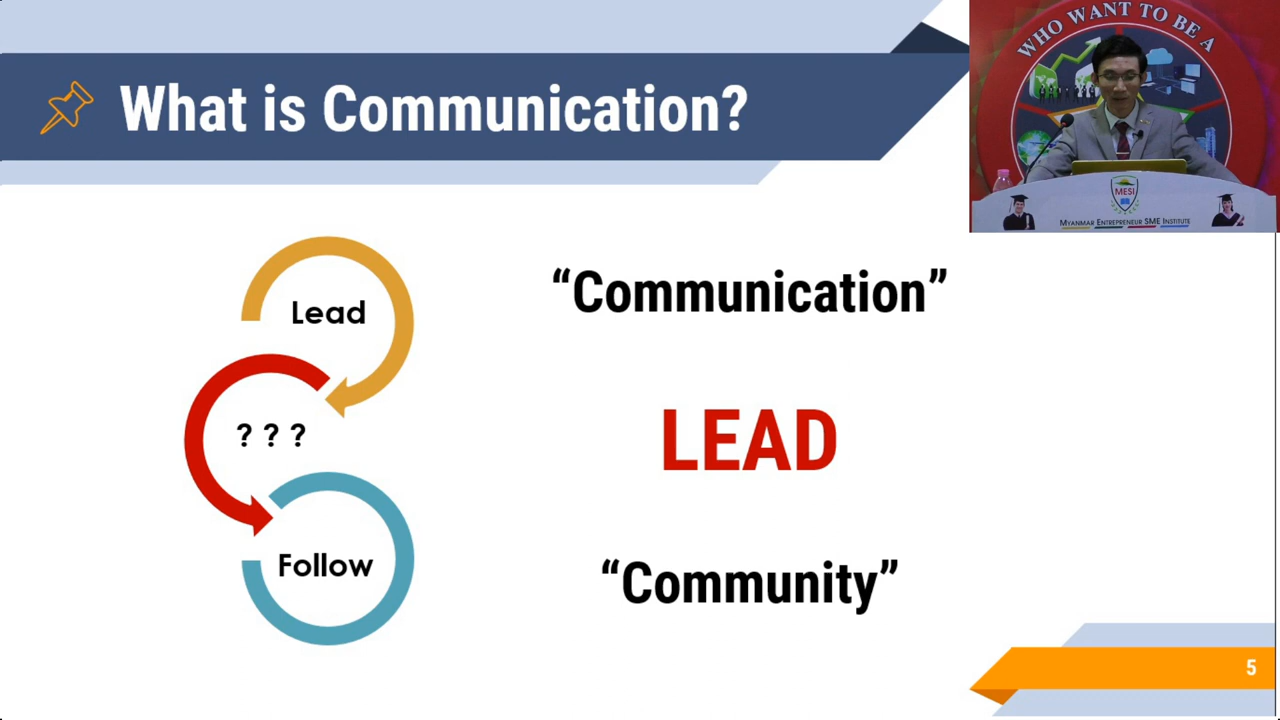 What is Communication?
WHO WANT TO BE A
MESI
MYANMAR ENTREPRENEUR SME INSTITUTE
Lead
? ? ?
Follow
“Communication”
LEAD
“Community”
5